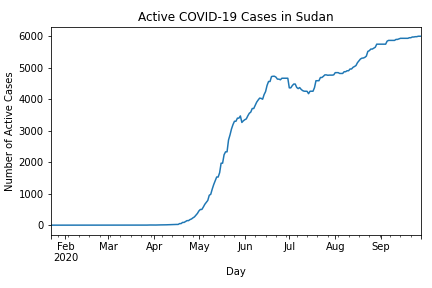 Active COVID-19 Cases in Sudan
6000
5000
4000
3000
2000
1000
0
Number of Active Cases
Feb Mar Apr May Jun Jul Aug Sep
2020
Day